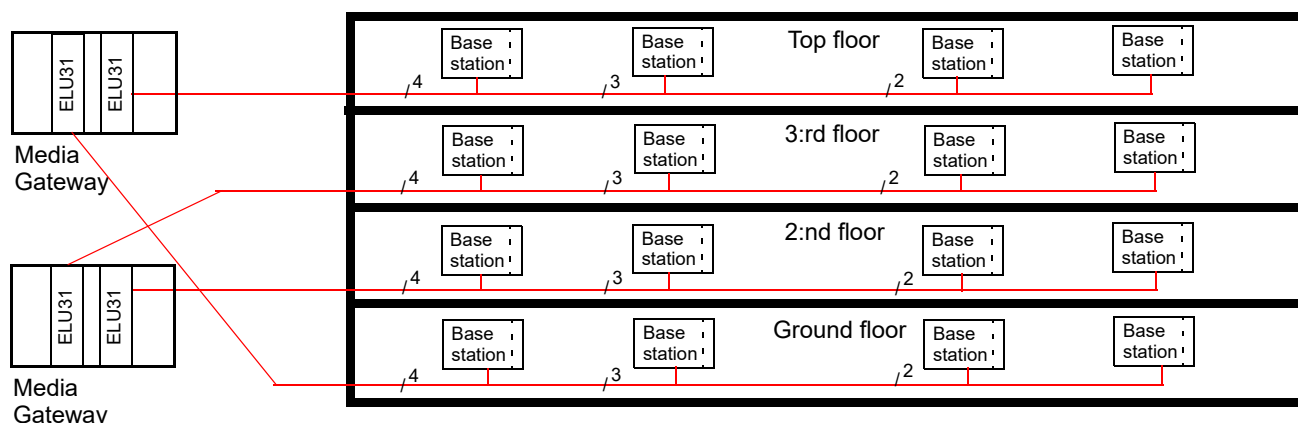 ELU31
ELU31
Media
Gateway
Base
station
Base
station
Top floor
Base
station
Base
station
4
3
2
Base
station
Base
station
3:rd floor
Base
station
Base
station
4
3
2
ELU31
ELU31
Media
Gateway
Base
station
Base
station
2:nd floor
Base
station
Base
station
4
3
2
Base
station
Base
station
Ground floor
Base
station
Base
station
4
3
2